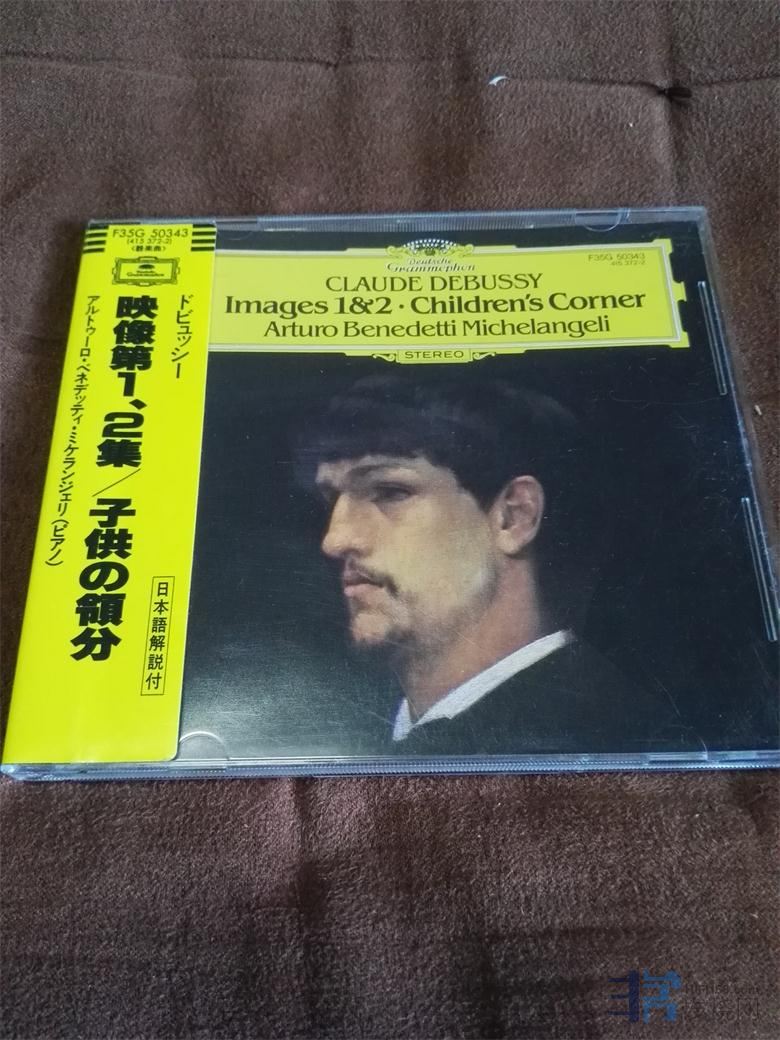 F35G 50343
(415 372-2)
〈器楽曲〉
Deutsche
Grammophon
ドビュッシー
映像第1、2集/子供の領分
アルトゥーロ・ベネデッティ・ミケランジェリ(ピアノ)
日本語解説付
Deutsche
Grammophon
F35G 50343
415 372-2
CLAUDE DEBUSSY
Images 1&2 · Children's Corner
Arturo Benedetti Michelangeli
STEREO